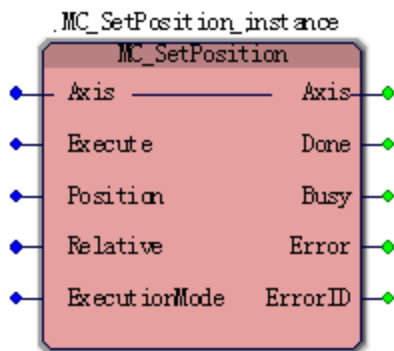 MC_SetPosition_instance
MC_SetPosition
Axis Axis
Execute Done
Position Busy
Relative Error
ExecutionMode ErrorID